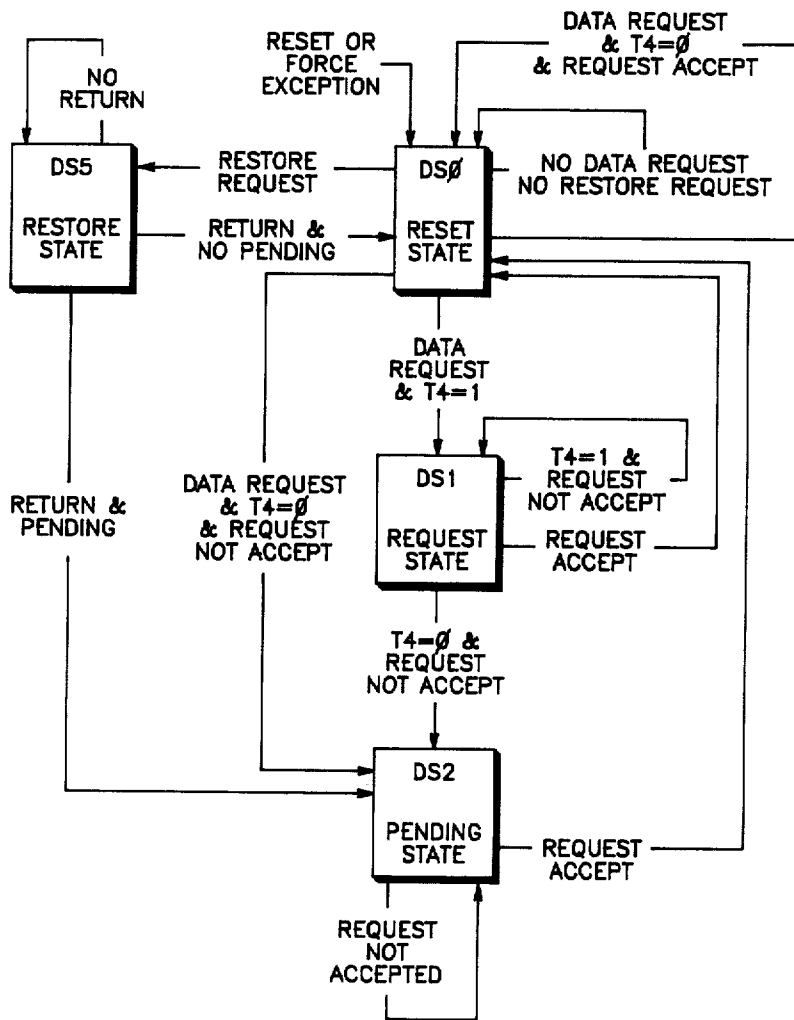 DATA REQUEST
& T4=Ø
& REQUEST ACCEPT
RESET OR
FORCE
EXCEPTION
NO
RETURN
DS5
RESTORE
STATE
RESTORE
REQUEST
RETURN &
NO PENDING
DSØ
RESET
STATE
NO DATA REQUEST
NO RESTORE REQUEST
DATA
REQUEST
& T4=1
DS1
REQUEST
STATE
T4=1 &
REQUEST
NOT ACCEPT
REQUEST
ACCEPT
RETURN &
PENDING
DATA REQUEST
& T4=Ø
& REQUEST
NOT ACCEPT
T4=Ø &
REQUEST
NOT ACCEPT
DS2
PENDING
STATE
REQUEST
ACCEPT
REQUEST
NOT
ACCEPTED